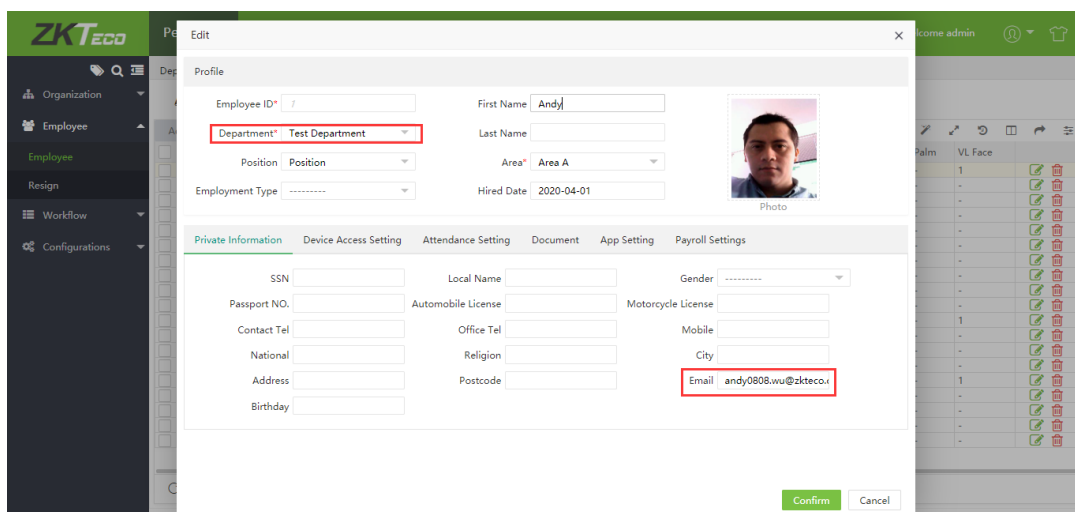 ZKTeco
Pe
Edit
lcome admin
Dep
Profile
Organization
Employee
Employee
Resign
Workflow
Configurations
Employee ID* 1
First Name Andy
Department* Test Department
Last Name
Position Position
Area* Area A
Employment Type ---------
Hired Date 2020-04-01
Photo
Palm VL Face
1
-
-
-
-
-
-
-
-
-
1
-
-
-
1
-
-
-
-
Private Information Device Access Setting Attendance Setting Document App Setting Payroll Settings
SSN
Local Name
Gender ---------
Passport NO.
Automobile License
Motorcycle License
Contact Tel
Office Tel
Mobile
National
Religion
City
Address
Postcode
Email andy0808.wu@zkteco.
Birthday
Confirm Cancel